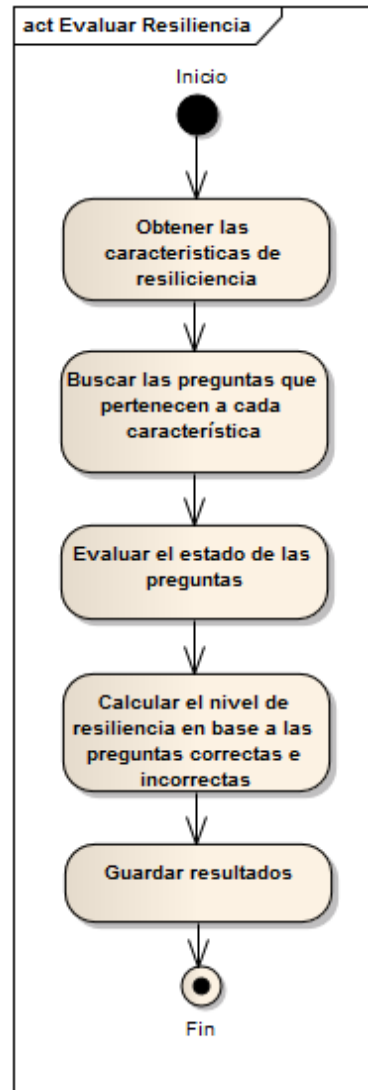 act Evaluar Resiliencia
Inicio
Obtener las
caracteristicas de
resiliciencia
Buscar las preguntas que
pertenecen a cada
característica
Evaluar el estado de las
preguntas
Calcular el nivel de
resiliencia en base a las
preguntas correctas e
incorrectas
Guardar resultados
Fin